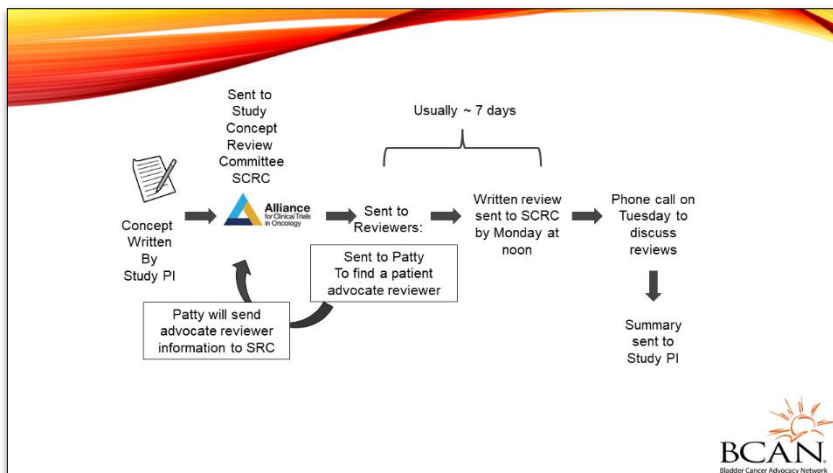 Sent to
Study
Concept
Review
Committee
SCRC
Usually ~ 7 days
Concept
Written
By
Study PI
Alliance
for Clinical Trials
in Oncology
Sent to
Reviewers:
Written review
sent to SCRC
by Monday at
noon
Phone call on
Tuesday to
discuss
reviews
Sent to Patty
To find a patient
advocate reviewer
Patty will send
advocate reviewer
information to SRC
Summary
sent to
Study PI
BCAN
Bladder Cancer Advocacy Network